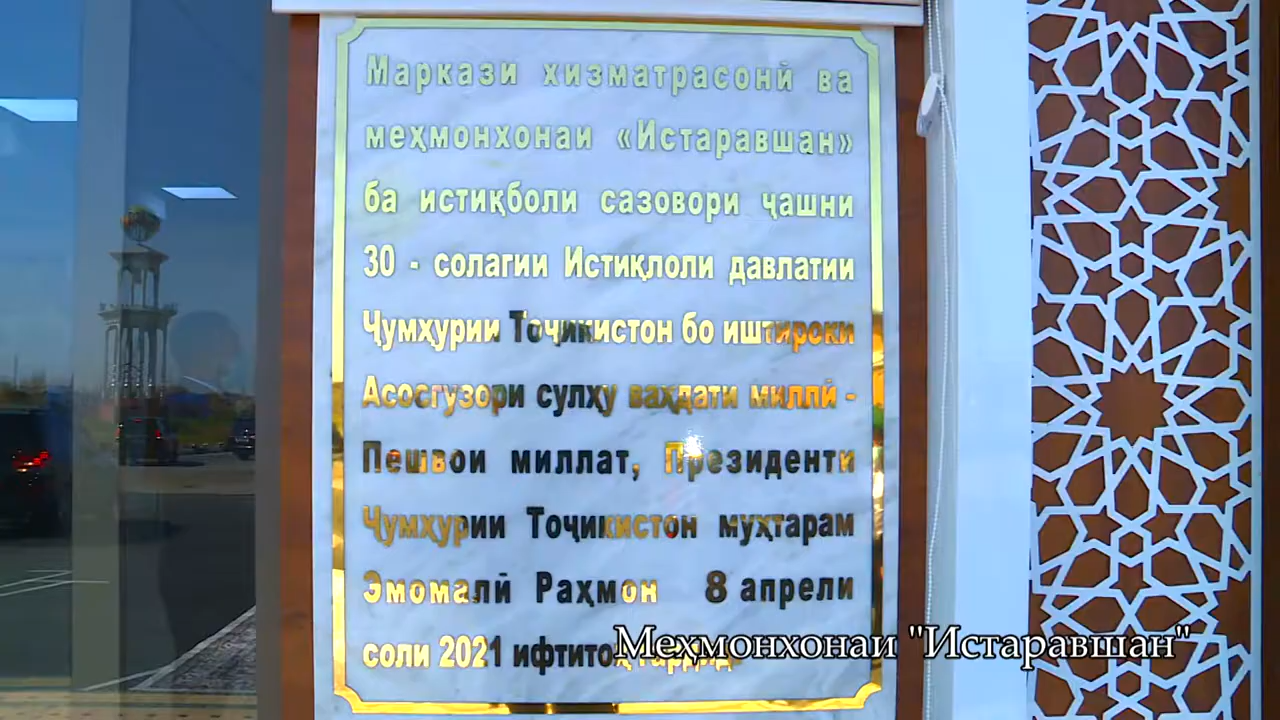 Маркази хизматрасонӣ ва
меҳмонхонаи «Истаравшан»
ба истиқболи сазовори ҷашни
30 - солагии Истиқлоли давлатии
Ҷумҳурии Тоҷикистон бо иштироки
Асосгузори сулҳу ваҳдати миллӣ -
Пешвои миллат, Президенти
Ҷумҳурии Тоҷикистон муҳтарам
Эмомалӣ Раҳмон 8 апрели
соли 2021 ифтитоҳ гардид.
Меҳмонхонаи "Истаравшан"